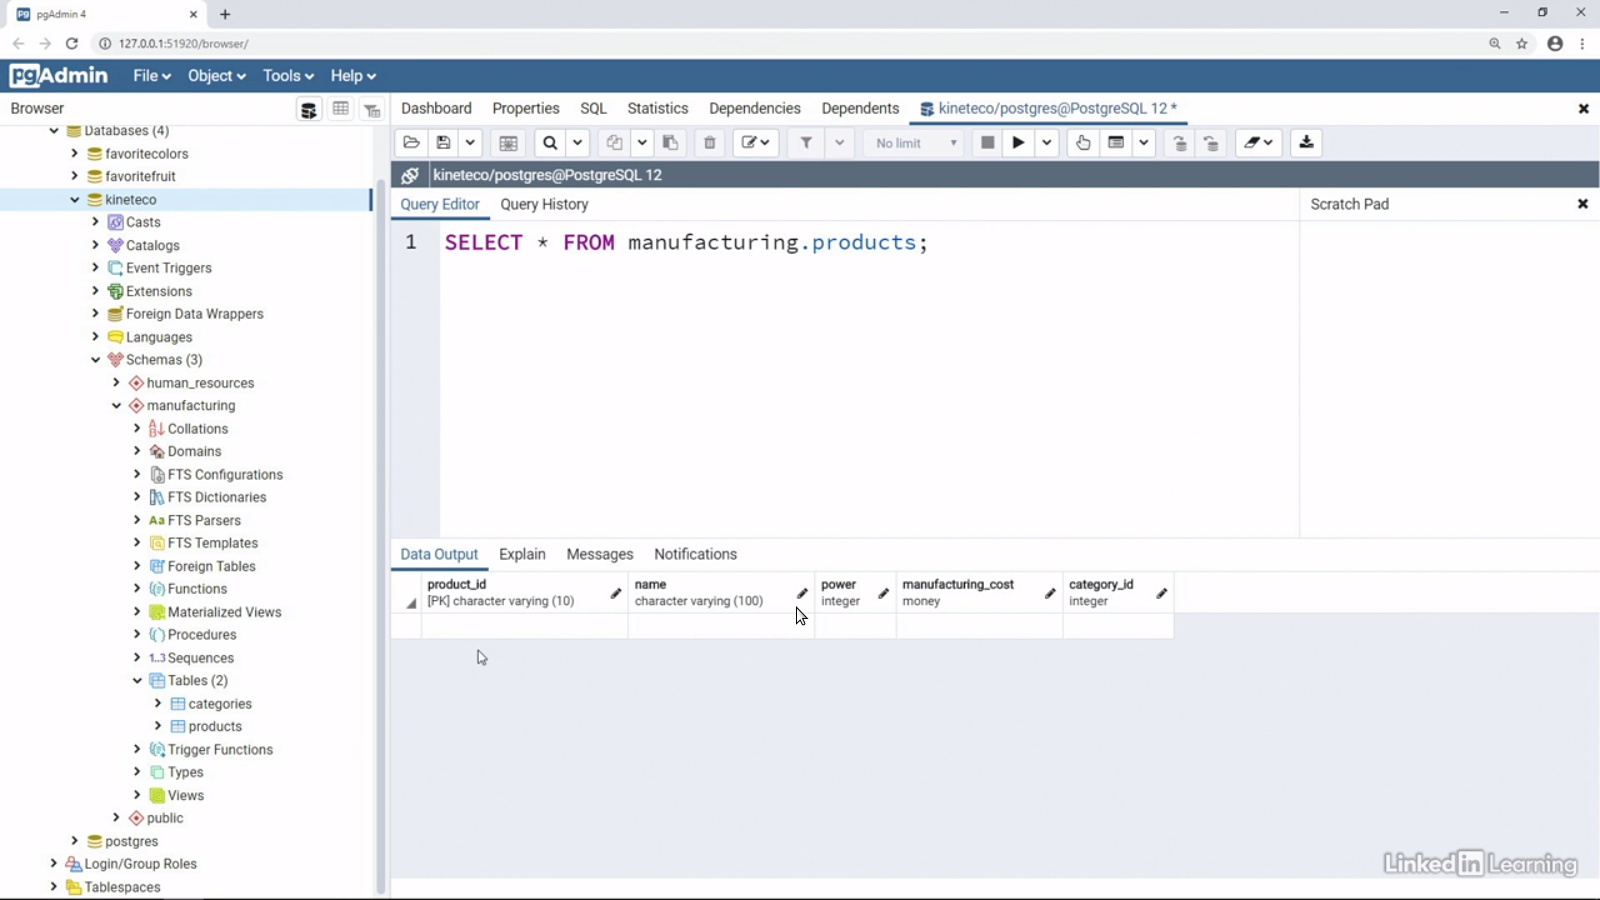 pgAdmin 4
127.0.0.1:51920/browser/
pgAdmin File Object Tools Help
Browser
Dashboard Properties SQL Statistics Dependencies Dependents kineteco/postgres@PostgreSQL 12 *
No limit
kineteco/postgres@PostgreSQL 12
Query Editor Query History
Scratch Pad
1 SELECT * FROM manufacturing.products;
Databases (4)
favoritecolors
favoritefruit
kineteco
Casts
Catalogs
Event Triggers
Extensions
Foreign Data Wrappers
Languages
Schemas (3)
human_resources
manufacturing
Collations
Domains
FTS Configurations
FTS Dictionaries
Aa FTS Parsers
FTS Templates
Foreign Tables
Functions
Materialized Views
Procedures
1..3 Sequences
Tables (2)
categories
products
Trigger Functions
Types
Views
public
postgres
Login/Group Roles
Tablespaces
Data Output Explain Messages Notifications
product_id name power manufacturing_cost category_id
[PK] character varying (10) character varying (100) integer money integer
Linked in Learning